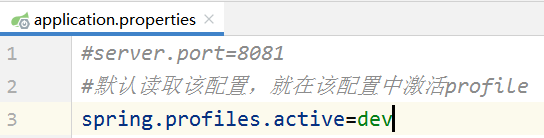 application.properties
1 #server.port=8081
2 #默认读取该配置，就在该配置中激活profile
3 spring.profiles.active=dev